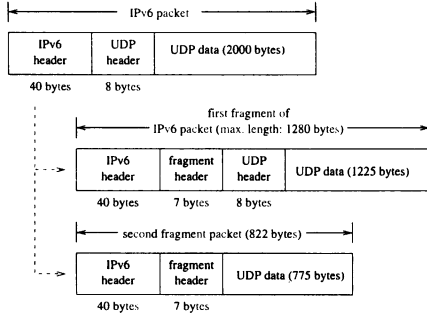 IPv6 packet
IPv6 header
UDP header
UDP data (2000 bytes)
40 bytes
8 bytes
first fragment of
IPv6 packet (max. length: 1280 bytes)
IPv6 header
fragment header
UDP header
UDP data (1225 bytes)
40 bytes
7 bytes
8 bytes
second fragment packet (822 bytes)
IPv6 header
fragment header
UDP data (775 bytes)
40 bytes
7 bytes